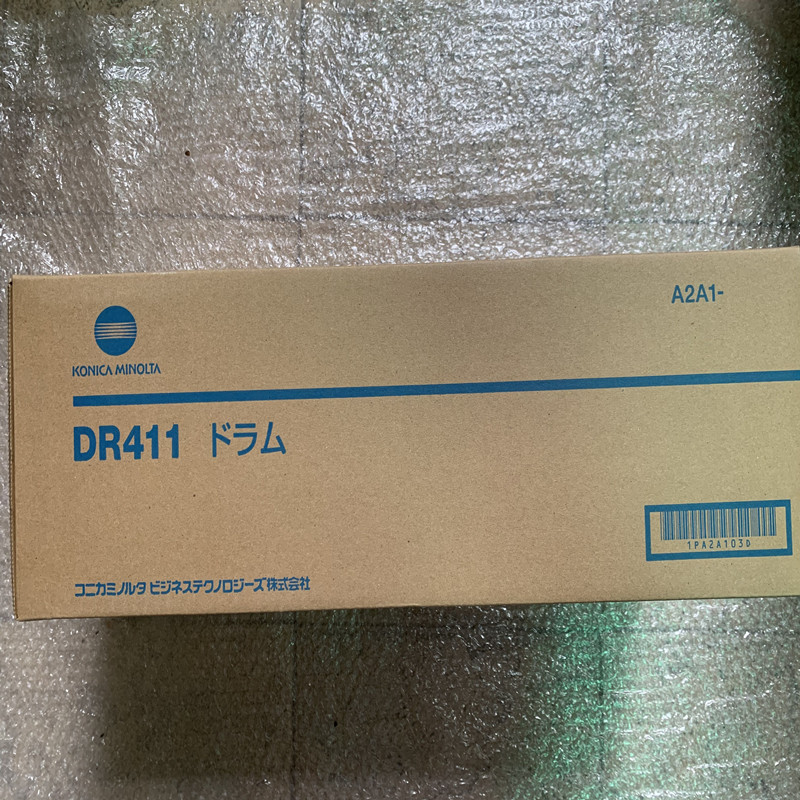 A2A1-
KONICA MINOLTA
DR411 ドラム
1PA2A103D
コニカミノルタ ビジネステクノロジーズ株式会社